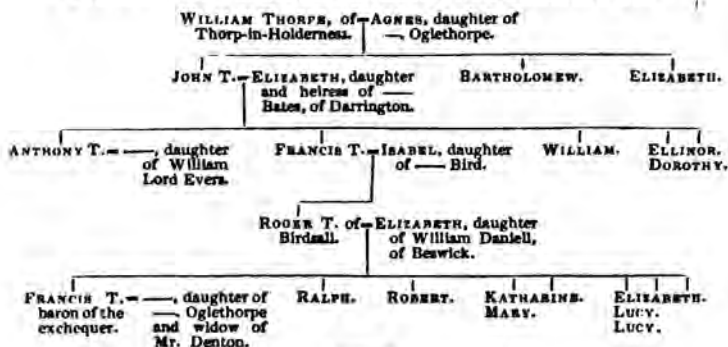 WILLIAM THORPE, of = AGNES, daughter of
Thorp-in-Holderness. —, Oglethorpe.
JOHN T. = ELIZABETH, daughter BARTHOLOMEW. ELIZABETH.
and heiress of ——
Bates, of Darrington.
ANTHONY T. = ——, daughter FRANCIS T. = ISABEL, daughter WILLIAM. ELLINOR.
of William of —— Bird. DOROTHY.
Lord Evers.
ROGER T. of = ELIZABETH, daughter
Birdsall. of William Daniell,
of Beswick.
FRANCIS T. = ——, daughter of RALPH. ROBERT. KATHARINE. ELIZABETH.
baron of the —, Oglethorpe MARY. LUCY.
exchequer. and widow of LUCY.
Mr. Denton.